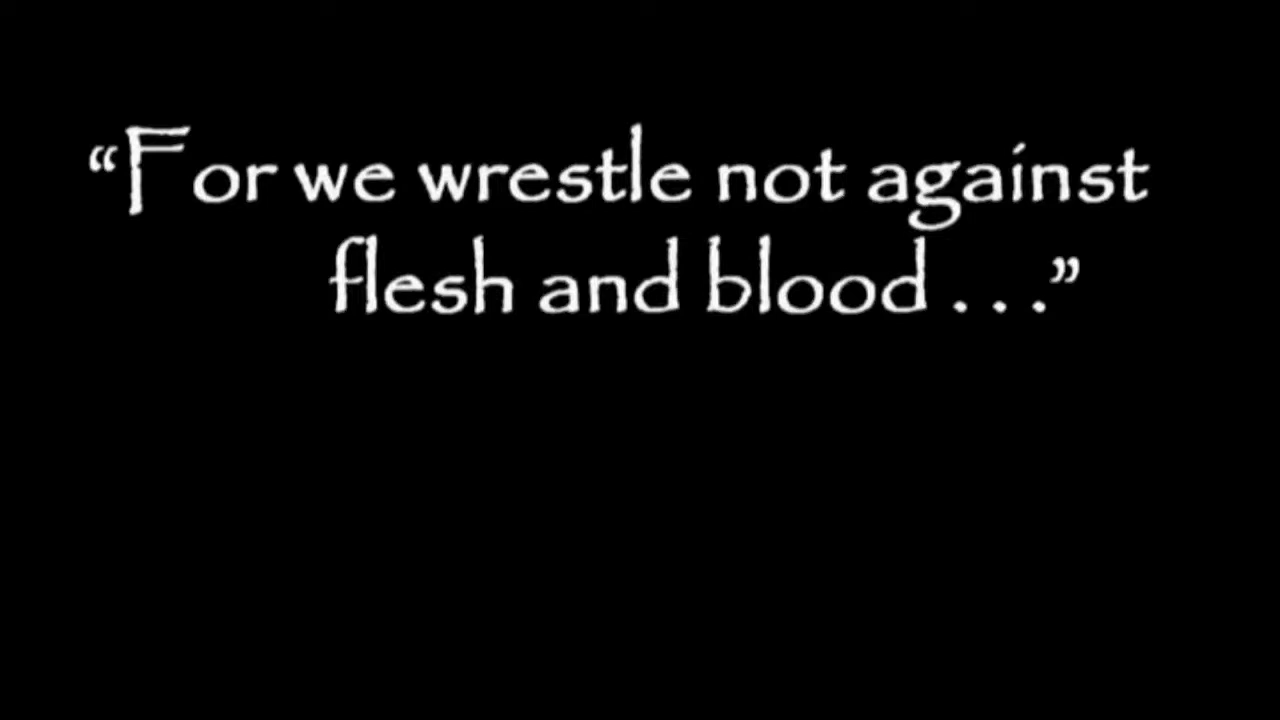 “For we wrestle not against
flesh and blood . . .”